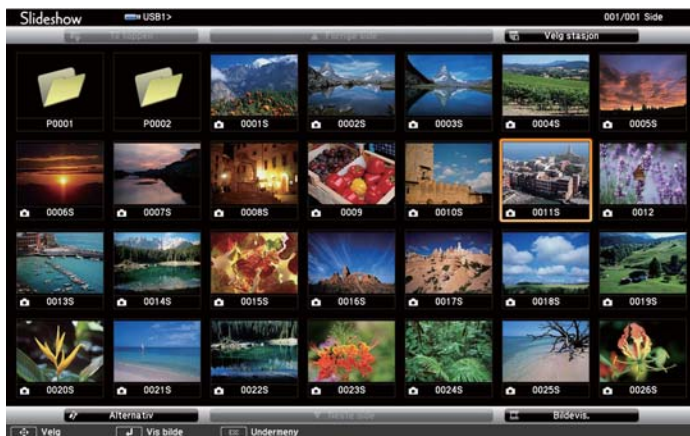 Slideshow USB1> 001/001 Side
Til toppen Forrige side Velg stasjon
P0001 P0002 0001S 0002S 0003S 0004S 0005S
0006S 0007S 0008S 0009 0010S 0011S 0012
0013S 0014S 0015S 0016S 0017S 0018S 0019S
0020S 0021S 0022S 0023S 0024S 0025S 0026S
Alternativ Neste side Bildevis.
Velg Vis bilde Undermeny